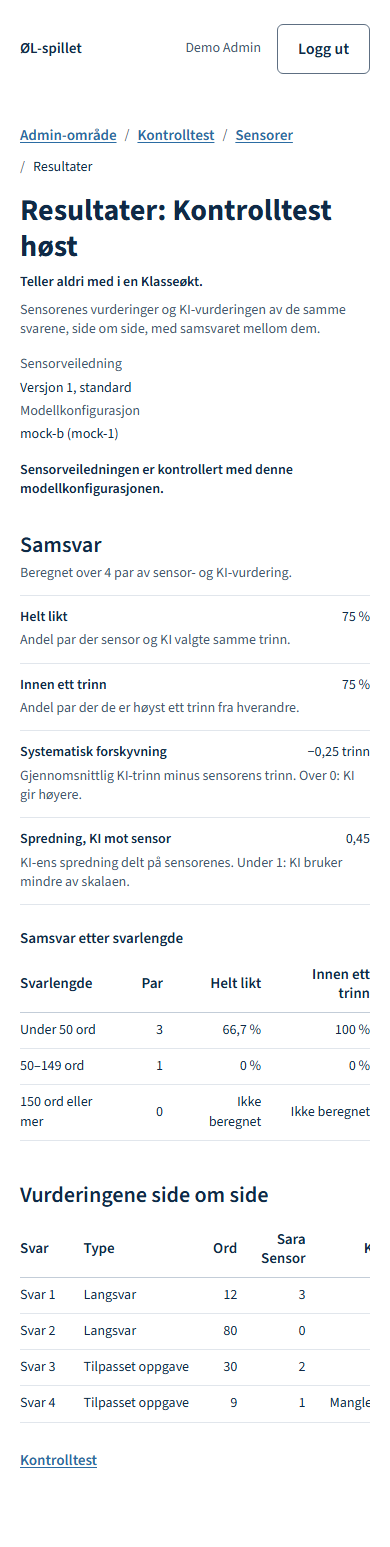 ØL-spillet
Demo Admin
Logg ut
Admin-område / Kontrolltest / Sensorer
/ Resultater
Resultater: Kontrolltest
høst
Teller aldri med i en Klasseøkt.
Sensorenes vurderinger og KI-vurderingen av de samme
svarene, side om side, med samsvaret mellom dem.
Sensorveiledning
Versjon 1, standard
Modellkonfigurasjon
mock-b (mock-1)
Sensorveiledningen er kontrollert med denne
modellkonfigurasjonen.
Samsvar
Beregnet over 4 par av sensor- og KI-vurdering.
Helt likt 75 %
Andel par der sensor og KI valgte samme trinn.
Innen ett trinn 75 %
Andel par der de er høyst ett trinn fra hverandre.
Systematisk forskyvning −0,25 trinn
Gjennomsnittlig KI-trinn minus sensorens trinn. Over 0: KI
gir høyere.
Spredning, KI mot sensor 0,45
KI-ens spredning delt på sensorenes. Under 1: KI bruker
mindre av skalaen.
Samsvar etter svarlengde
Svarlengde Par Helt likt Innen ett
trinn
Under 50 ord 3 66,7 % 100 %
50–149 ord 1 0 % 0 %
150 ord eller
mer 0 Ikke
beregnet Ikke beregnet
Vurderingene side om side
Svar Type Ord Sara
Sensor
Svar 1 Langsvar 12 3
Svar 2 Langsvar 80 0
Svar 3 Tilpasset oppgave 30 2
Svar 4 Tilpasset oppgave 9 1 Mangle
Kontrolltest